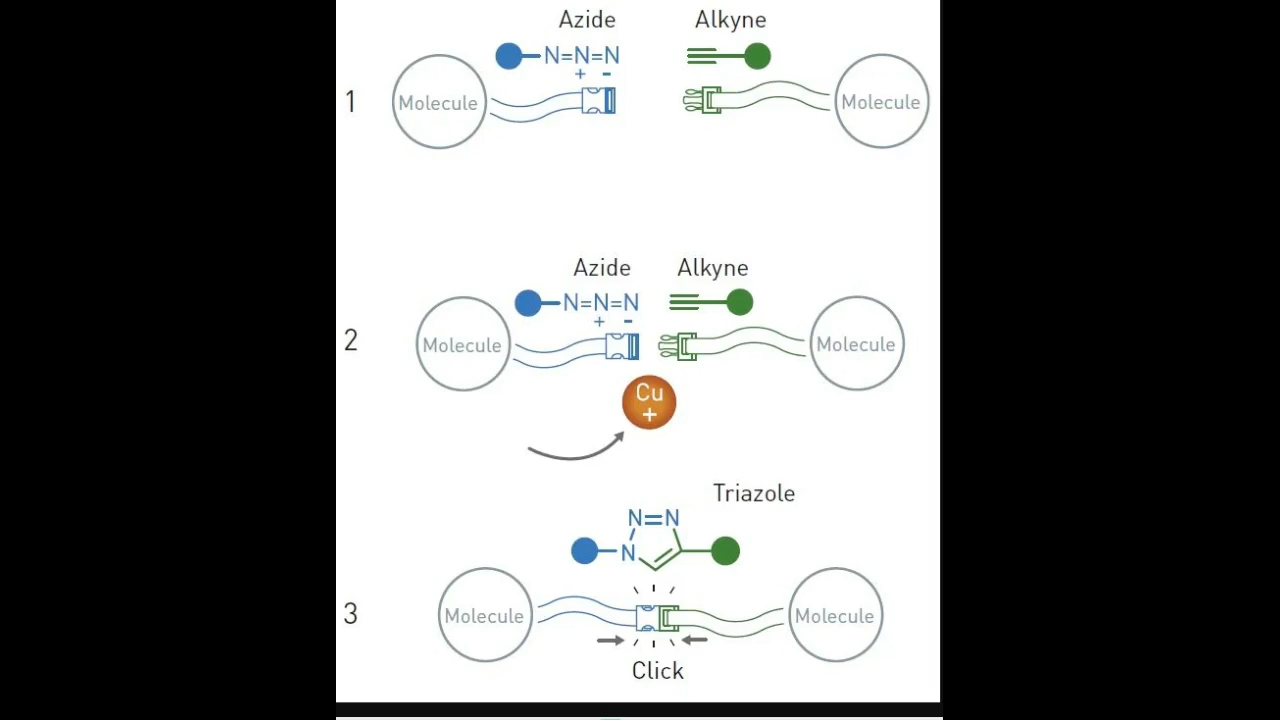 Azide Alkyne
N=N=N
+ -
1 Molecule Molecule
Azide Alkyne
N=N=N
+ -
2 Molecule Molecule
Cu
+
Triazole
N=N
N
3 Molecule Molecule
Click